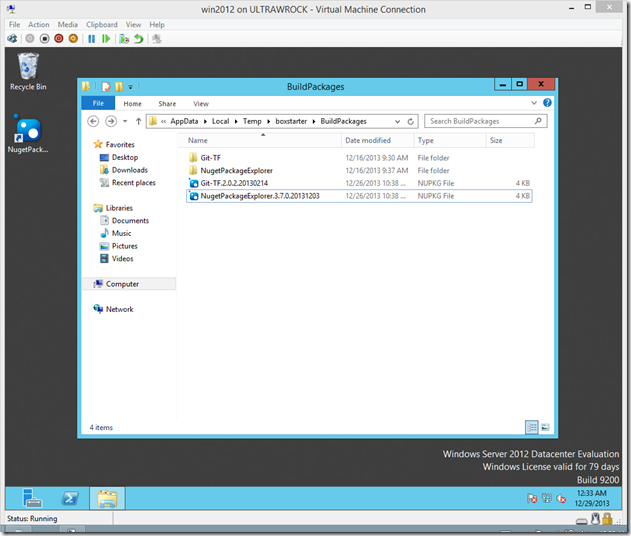 win2012 on ULTRAWROCK - Virtual Machine Connection
File Action Media Clipboard View Help
Recycle Bin
NugetPack...
BuildPackages
File Home Share View
« AppData Local Temp boxstarter BuildPackages
Search BuildPackages
Name Date modified Type Size
Favorites
Desktop
Downloads
Recent places
Libraries
Documents
Music
Pictures
Videos
Computer
Network
Git-TF 12/16/2013 9:30 AM File folder
NugetPackageExplorer 12/16/2013 9:37 AM File folder
Git-TF.2.0.2.20130214 12/26/2013 10:38 ... NUPKG File 4 KB
NugetPackageExplorer.3.7.0.20131203 12/26/2013 10:38 ... NUPKG File 4 KB
4 items
Windows Server 2012 Datacenter Evaluation
Windows License valid for 79 days
Build 9200
12:33 AM
12/29/2013
Status: Running